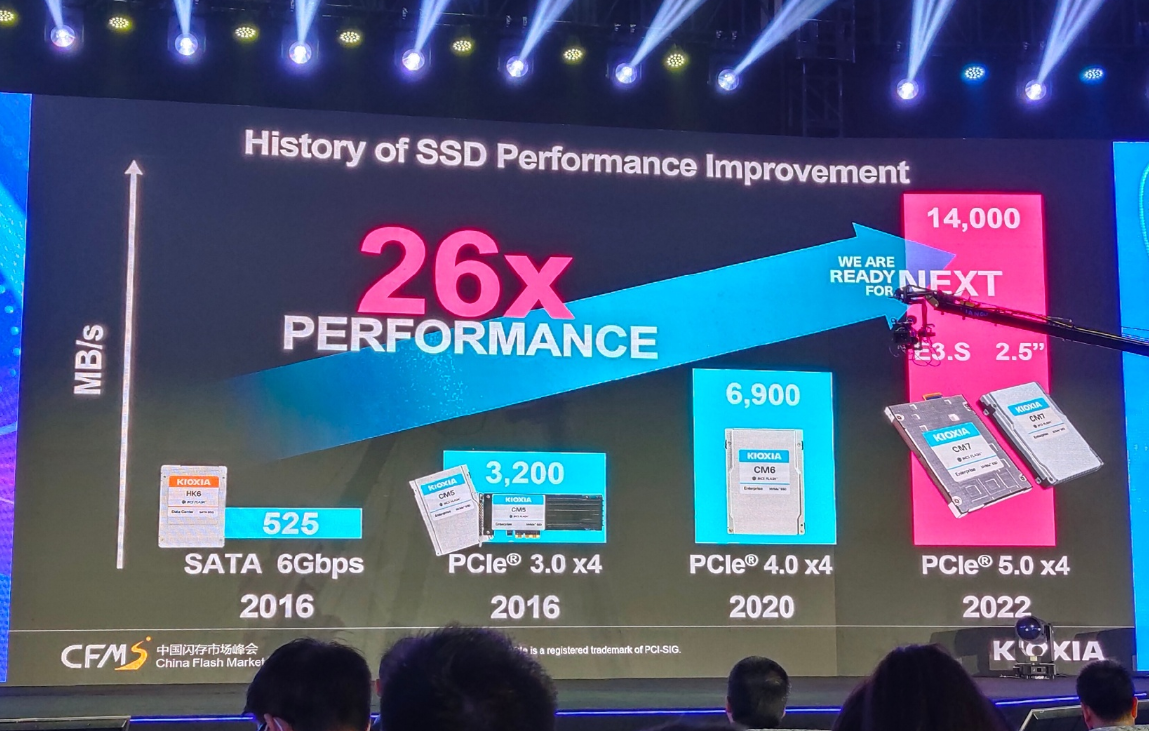 History of SSD Performance Improvement
26x
PERFORMANCE
MB/s
14,000
WE ARE
READY
FOR NEXT
E3.S 2.5”
6,900
3,200
525
KIOXIA
HK6
KIOXIA
CM5
KIOXIA
CM5
KIOXIA
CM6
KIOXIA
CM7
KIOXIA
CM7
SATA 6Gbps
PCIe® 3.0 x4
PCIe® 4.0 x4
PCIe® 5.0 x4
2016
2016
2020
2022
CFMS
中国闪存市场峰会
China Flash Market
is a registered trademark of PCI-SIG.
KIOXIA